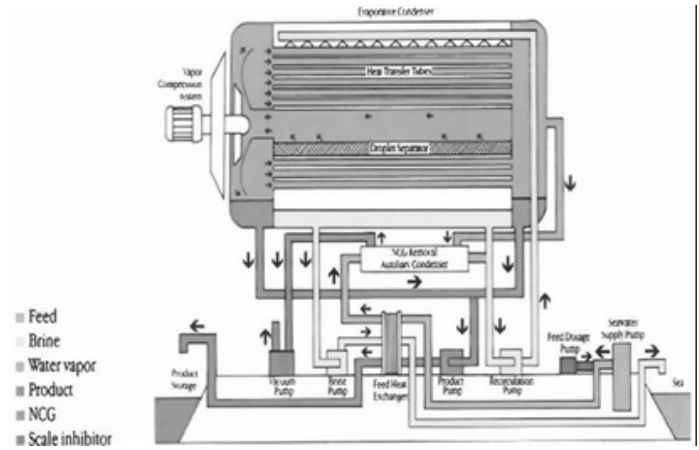 Evaporator Condenser
Vapor
Compression
system
Heat Transfer Tubes
Droplet Separator
NCG Removal
Auxiliary Condenser
Feed
Brine
Water vapor
Product
NCG
Scale inhibitor
Product
Storage
Vacuum
Pump
Brine
Pump
Feed Heat
Exchanger
Product
Pump
Recirculation
Pump
Feed Dosage
Pump
Seawater
Supply Pump
Sea